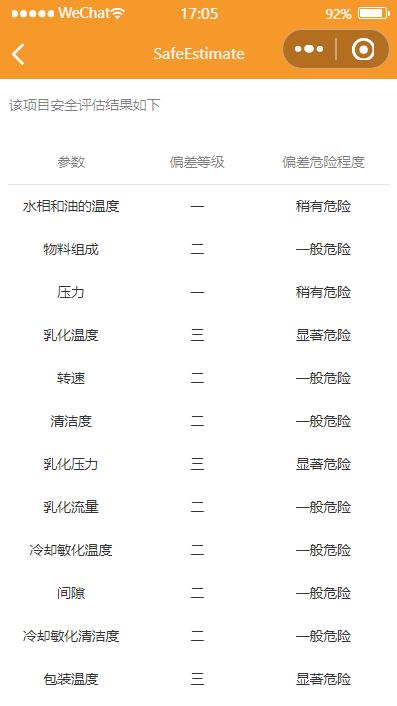 WeChat 17:05 92%
SafeEstimate
该项目安全评估结果如下
参数 偏差等级 偏差危险程度
水相和油的温度 一 稍有危险
物料组成 二 一般危险
压力 一 稍有危险
乳化温度 三 显著危险
转速 二 一般危险
清洁度 二 一般危险
乳化压力 三 显著危险
乳化流量 二 一般危险
冷却敏化温度 二 一般危险
间隙 二 一般危险
冷却敏化清洁度 二 一般危险
包装温度 三 显著危险